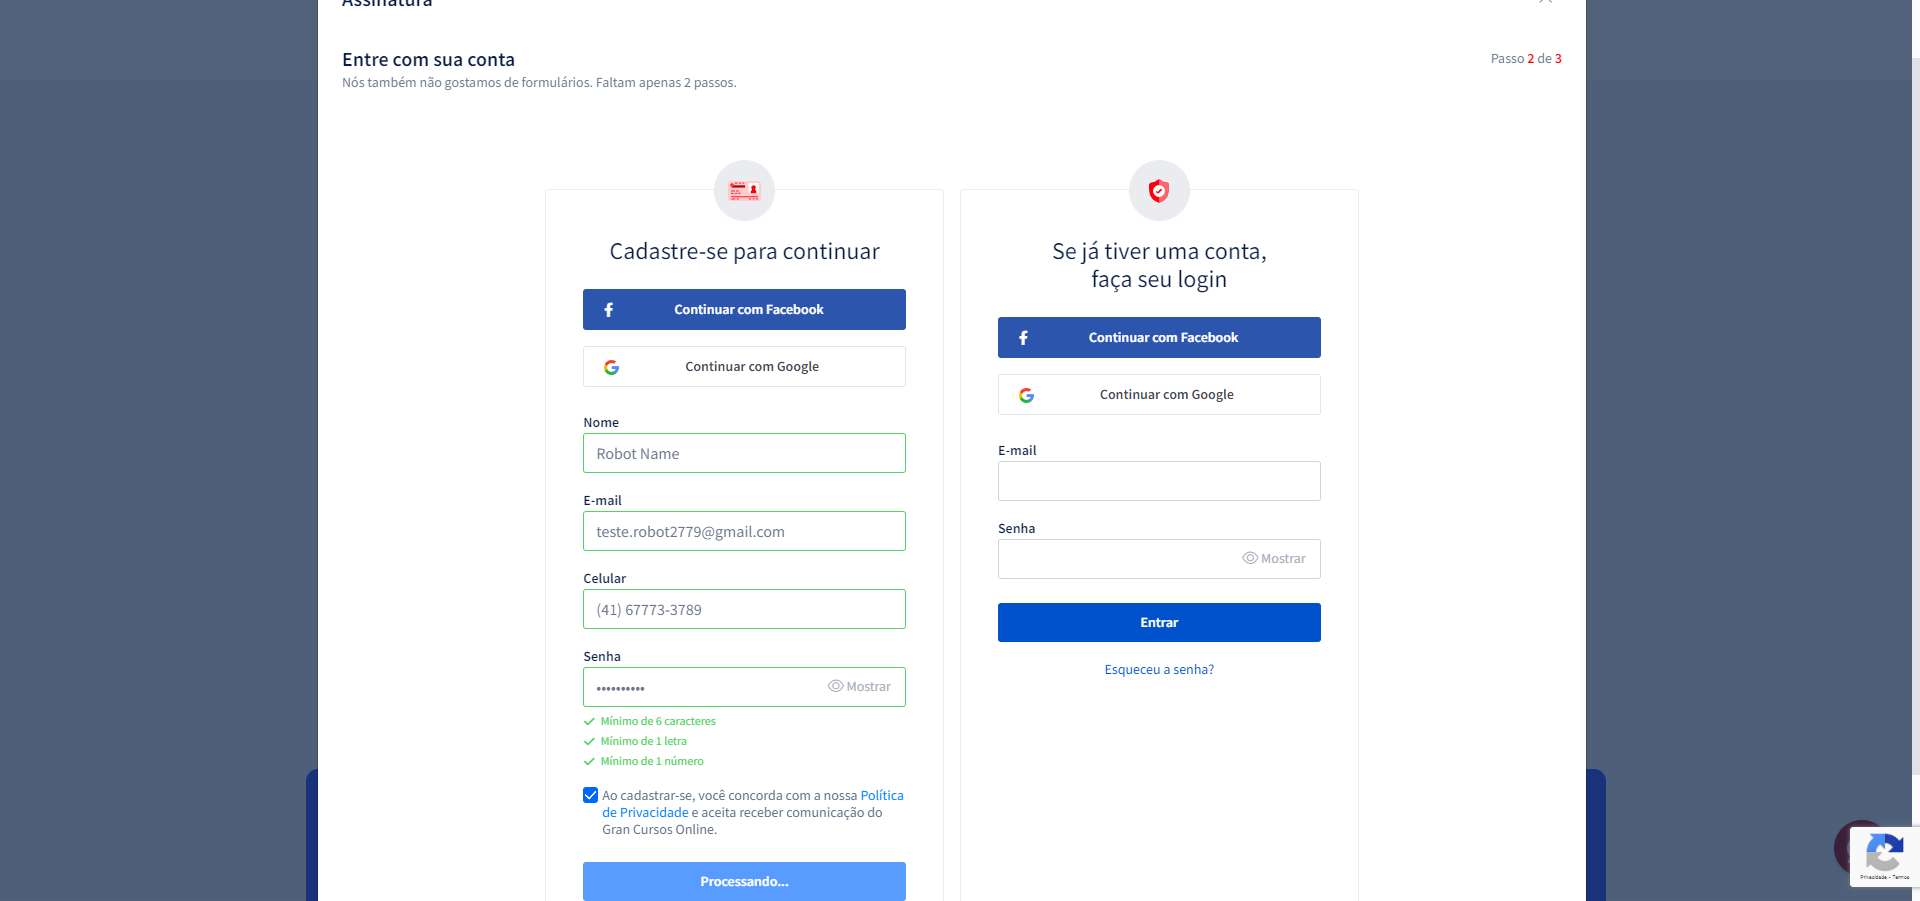 Assinatura
Entre com sua conta
Passo 2 de 3
Nós também não gostamos de formulários. Faltam apenas 2 passos.
Cadastre-se para continuar
Continuar com Facebook
Continuar com Google
Nome
Robot Name
E-mail
teste.robot2779@gmail.com
Celular
(41) 67773-3789
Senha
•••••••••• Mostrar
Mínimo de 6 caracteres
Mínimo de 1 letra
Mínimo de 1 número
Ao cadastrar-se, você concorda com a nossa Política
de Privacidade e aceita receber comunicação do
Gran Cursos Online.
Processando...
Se já tiver uma conta,
faça seu login
Continuar com Facebook
Continuar com Google
E-mail
Senha
Mostrar
Entrar
Esqueceu a senha?
Privacidade - Termos